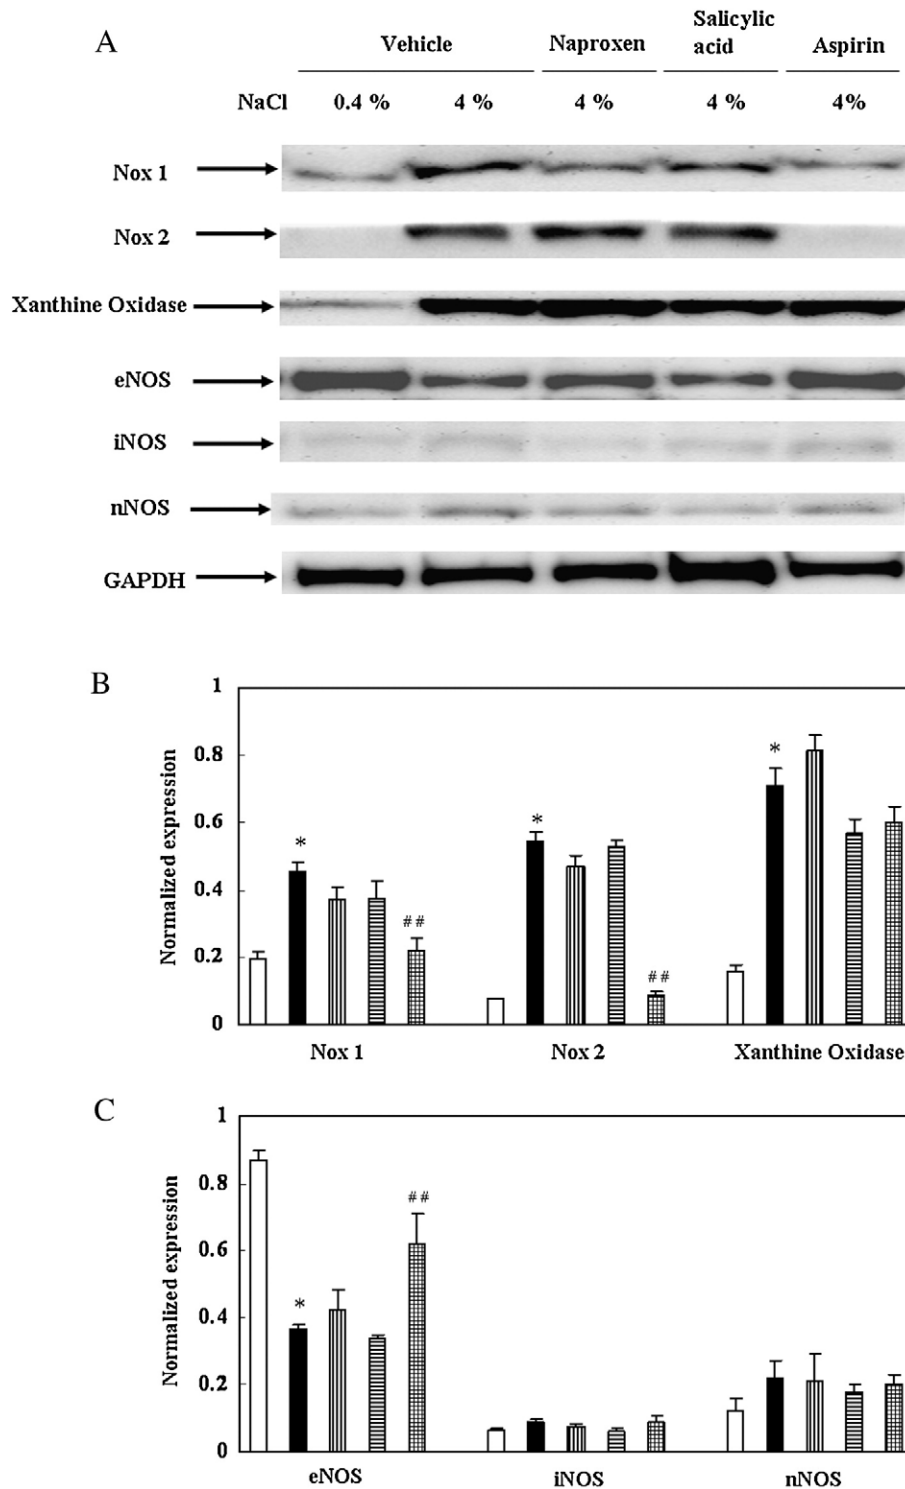 A
Vehicle Naproxen Salicylic acid Aspirin
NaCl 0.4 % 4 % 4 % 4 % 4%
Nox 1
Nox 2
Xanthine Oxidase
eNOS
iNOS
nNOS
GAPDH
B
Normalized expression
1
0.8
0.6
0.4
0.2
0
* ## * ## *
Nox 1 Nox 2 Xanthine Oxidase
C
Normalized expression
1
0.8
0.6
0.4
0.2
0
* ##
eNOS iNOS nNOS